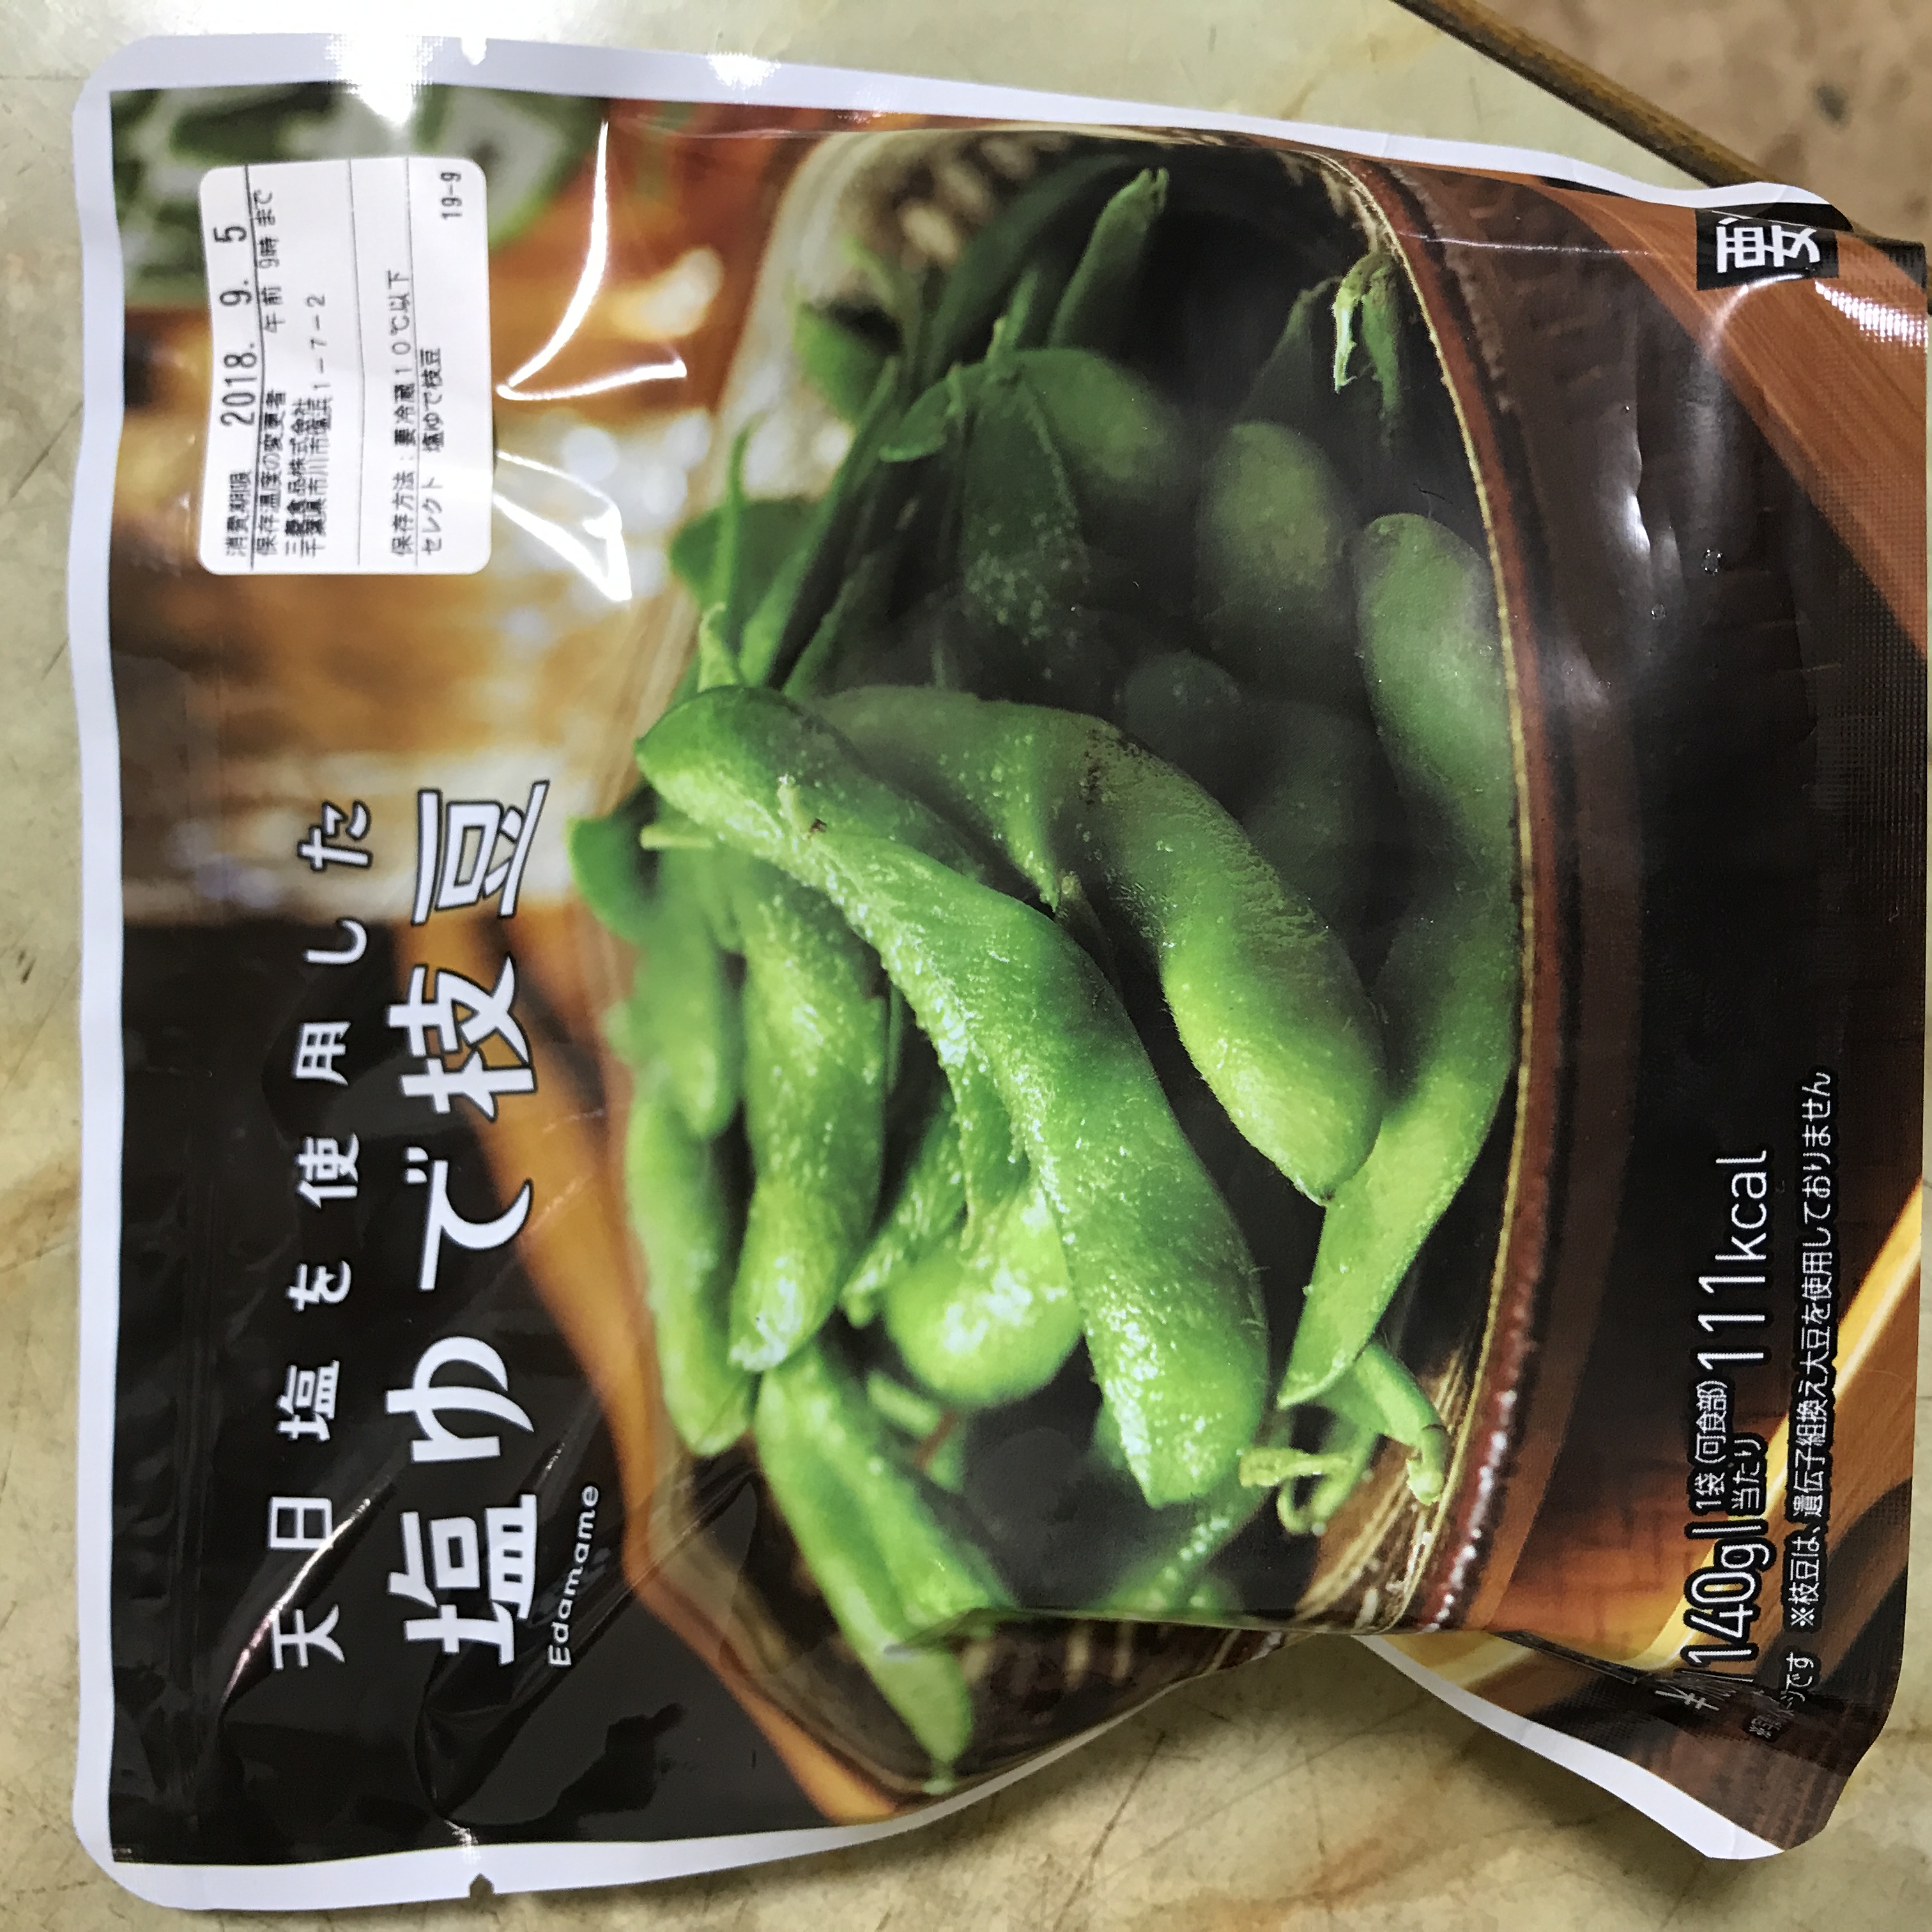 天日塩を使用した
塩ゆで枝豆
Edamame
消費期限 2018. 9. 5
保存温度の変更者 午前 9時 まで
三菱食品株式会社
千葉県市川市塩浜1-7-2
保存方法:要冷蔵10℃以下
セレクト 塩ゆで枝豆
19-9
140g 1袋(可食部)当たり 111kcal
ージです ※枝豆は、遺伝子組換え大豆を使用しておりません
要